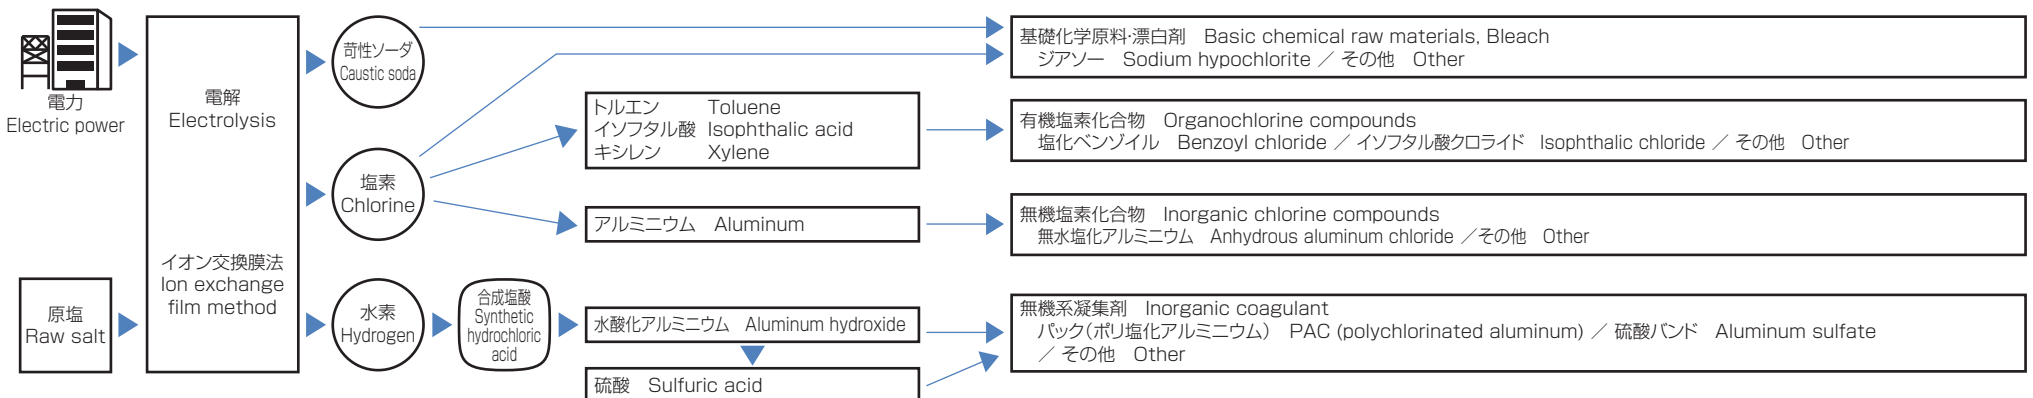 電力
Electric power
原塩
Raw salt
電解
Electrolysis
イオン交換膜法
Ion exchange
film method
苛性ソーダ
Caustic soda
塩素
Chlorine
水素
Hydrogen
合成塩酸
Synthetic
hydrochloric
acid
トルエン Toluene
イソフタル酸 Isophthalic acid
キシレン Xylene
アルミニウム Aluminum
水酸化アルミニウム Aluminum hydroxide
硫酸 Sulfuric acid
基礎化学原料・漂白剤 Basic chemical raw materials, Bleach
ジアソー Sodium hypochlorite ／ その他 Other
有機塩素化合物 Organochlorine compounds
塩化ベンゾイル Benzoyl chloride ／ イソフタル酸クロライド Isophthalic chloride ／ その他 Other
無機塩素化合物 Inorganic chlorine compounds
無水塩化アルミニウム Anhydrous aluminum chloride ／その他 Other
無機系凝集剤 Inorganic coagulant
パック（ポリ塩化アルミニウム） PAC (polychlorinated aluminum) ／ 硫酸バンド Aluminum sulfate
／ その他 Other